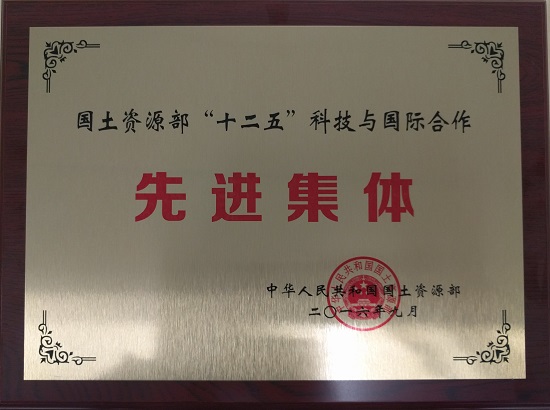 国土资源部“十二五”科技与国际合作
先进集体
中华人民共和国国土资源部
二〇一六年九月